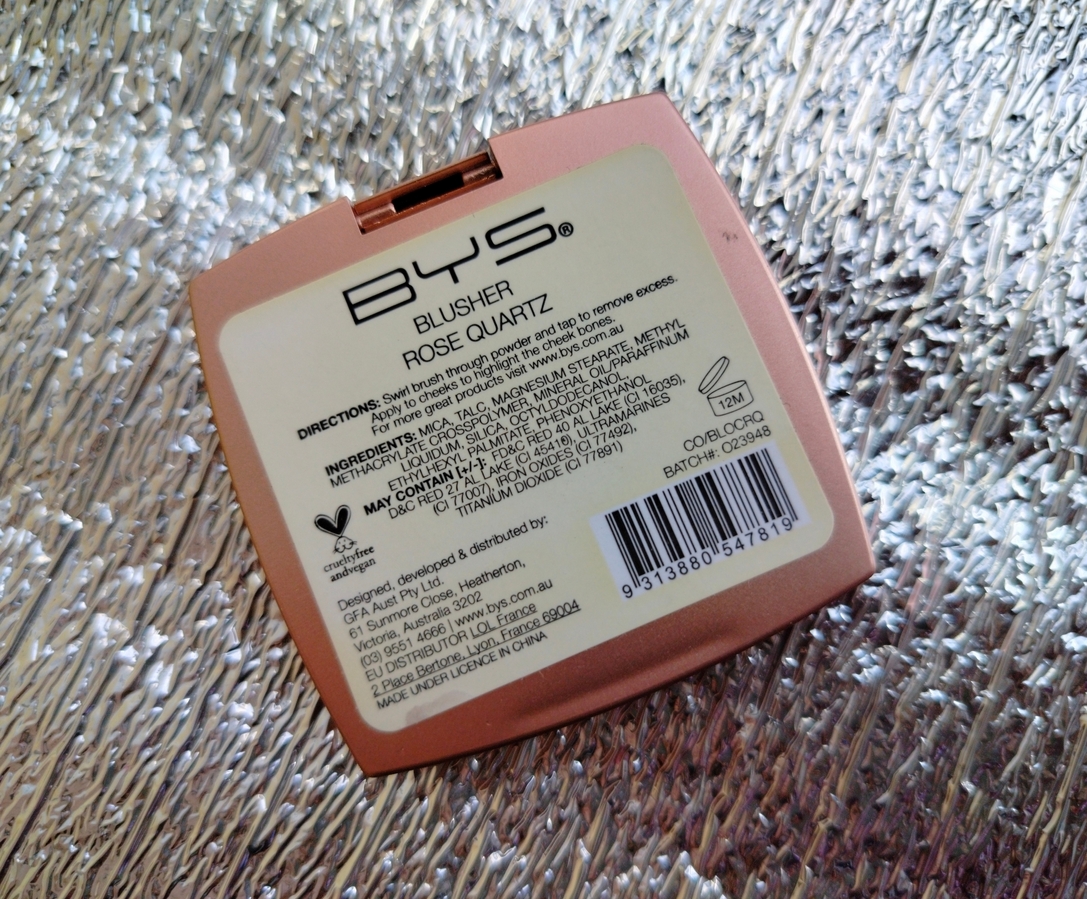 BYS®
BLUSHER
ROSE QUARTZ
DIRECTIONS: Swirl brush through powder and tap to remove excess.
Apply to cheeks to highlight the cheek bones.
For more great products visit www.bys.com.au
INGREDIENTS: MICA, TALC, MAGNESIUM STEARATE, METHYL
METHACRYLATE CROSSPOLYMER, MINERAL OIL/PARAFFINUM
LIQUIDUM, SILICA, OCTYLDODECANOL,
ETHYLHEXYL PALMITATE, PHENOXYETHANOL
MAY CONTAIN [+/-]: FD&C RED 40 AL LAKE (CI 16035),
D&C RED 27 AL LAKE (CI 45410), ULTRAMARINES
(CI 77007), IRON OXIDES (CI 77492),
TITANIUM DIOXIDE (CI 77891)
12M
CO/BLOCRQ
BATCH#: O23948
9 313880 547819
crueltyfree
andvegan
Designed, developed & distributed by:
GFA Aust Pty Ltd.
61 Sunmore Close, Heatherton,
Victoria, Australia 3202
(03) 9551 4666 | www.bys.com.au
EU DISTRIBUTOR LOL France
2 Place Bertone, Lyon, France 69004
MADE UNDER LICENCE IN CHINA